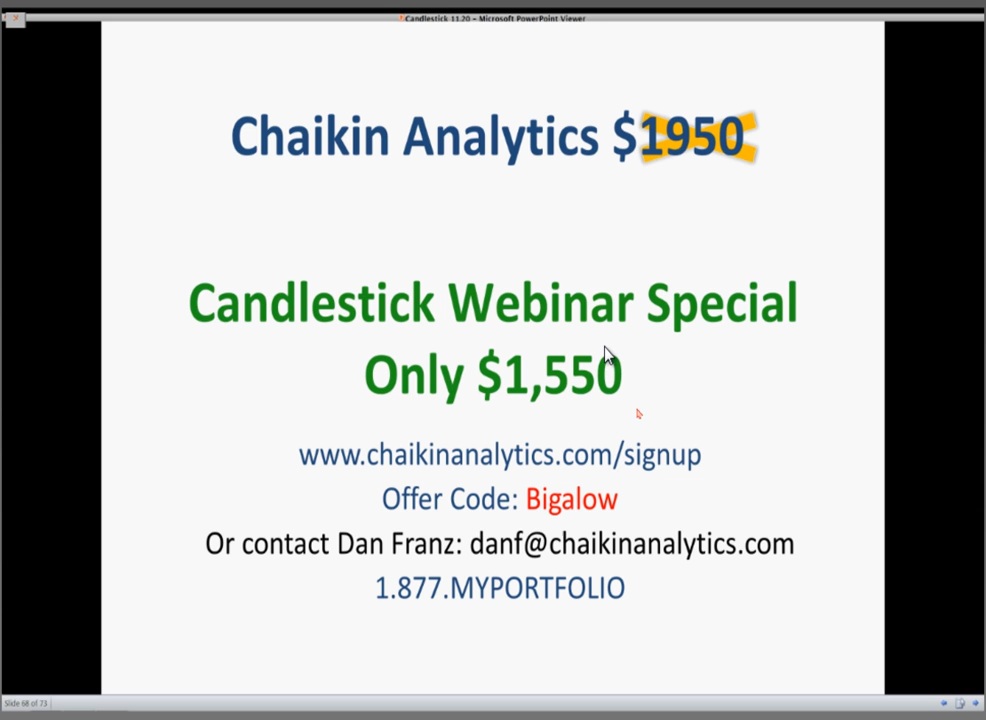 Candlestick 11.20 - Microsoft PowerPoint Viewer
Chaikin Analytics $1950
Candlestick Webinar Special
Only $1,550
www.chaikinanalytics.com/signup
Offer Code: Bigalow
Or contact Dan Franz: danf@chaikinanalytics.com
1.877.MYPORTFOLIO
Slide 68 of 73